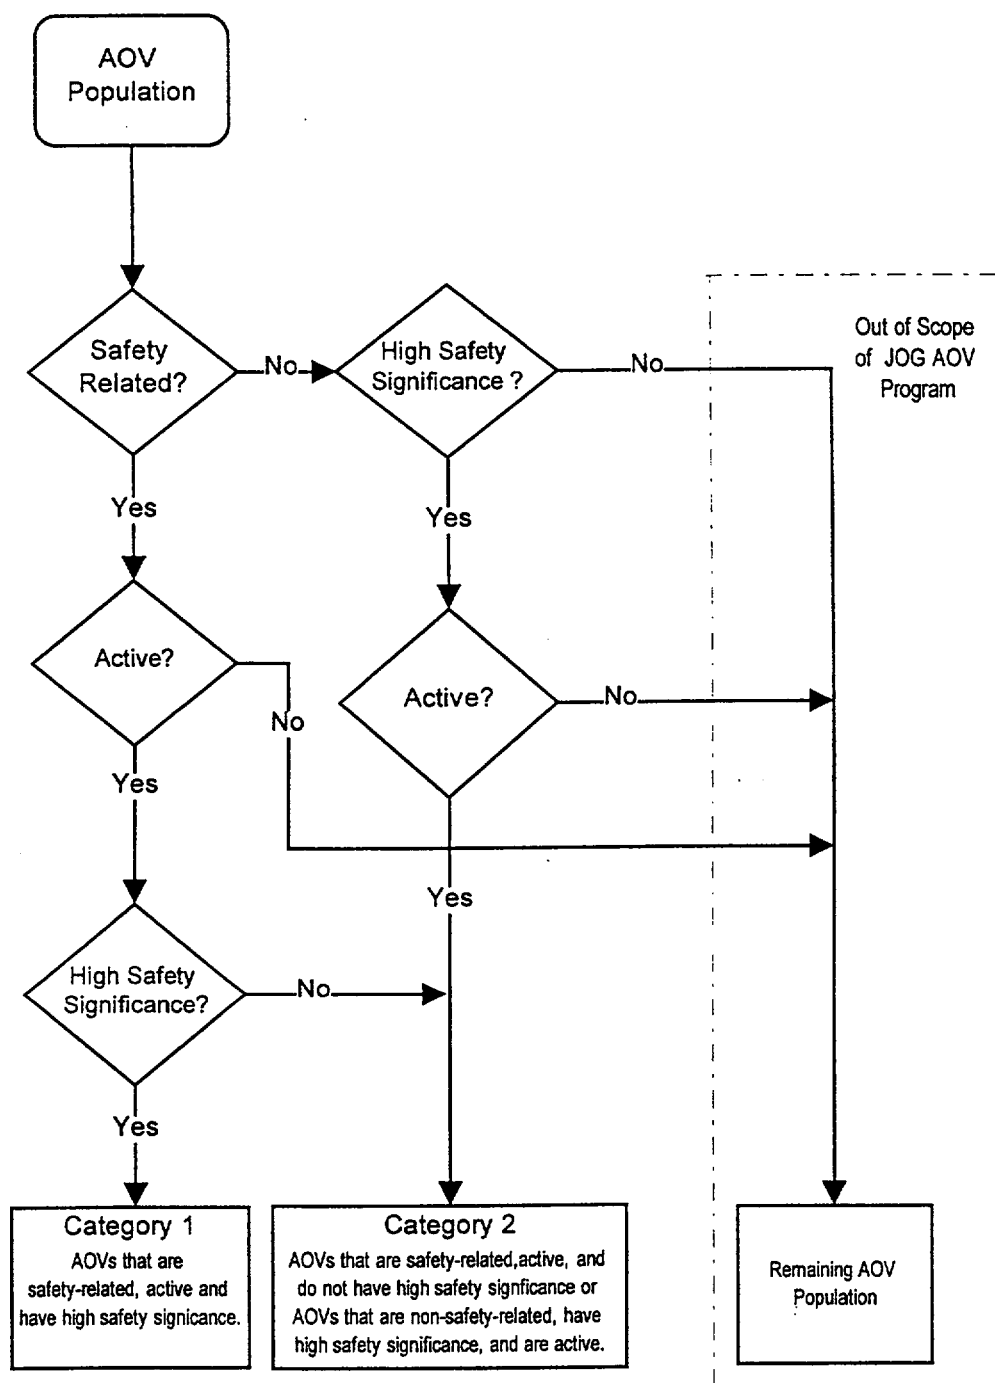 AOV
Population
Safety
Related?
No
High Safety
Significance ?
No
Out of Scope
of JOG AOV
Program
Yes
Yes
Active?
No
Active?
No
Yes
Yes
High Safety
Significance?
No
Yes
Category 1
AOVs that are
safety-related, active and
have high safety signicance.
Category 2
AOVs that are safety-related,active, and
do not have high safety signficance or
AOVs that are non-safety-related, have
high safety significance, and are active.
Remaining AOV
Population